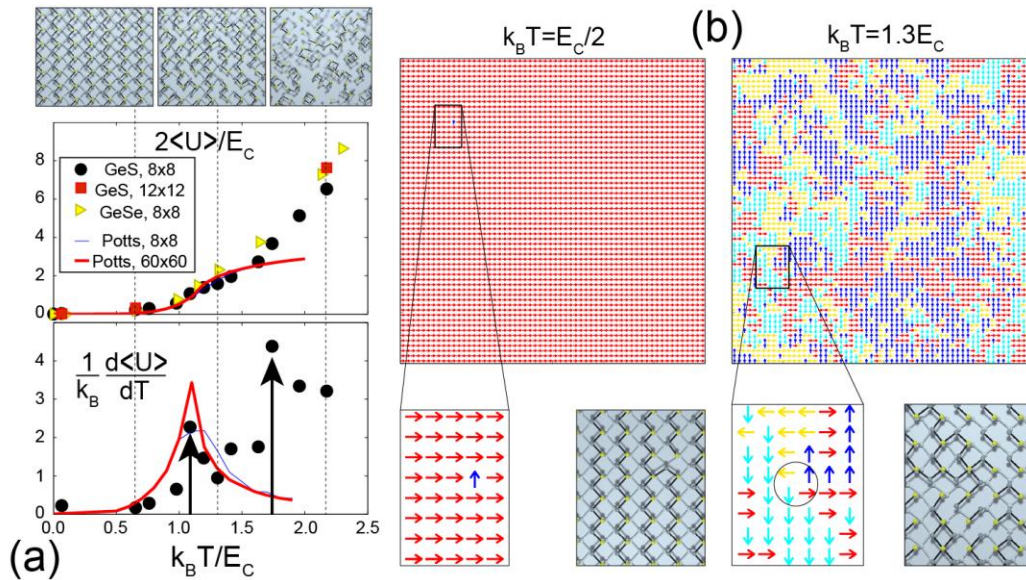 2<U>/E_C
8
6
4
2
0
GeS, 8x8
GeS, 12x12
GeSe, 8x8
Potts, 8x8
Potts, 60x60
1/k_B d<U>/dT
4
3
2
1
0
0.0 0.5 1.0 1.5 2.0 2.5
(a) k_BT/E_C
(b)
k_BT=E_C/2
k_BT=1.3E_C